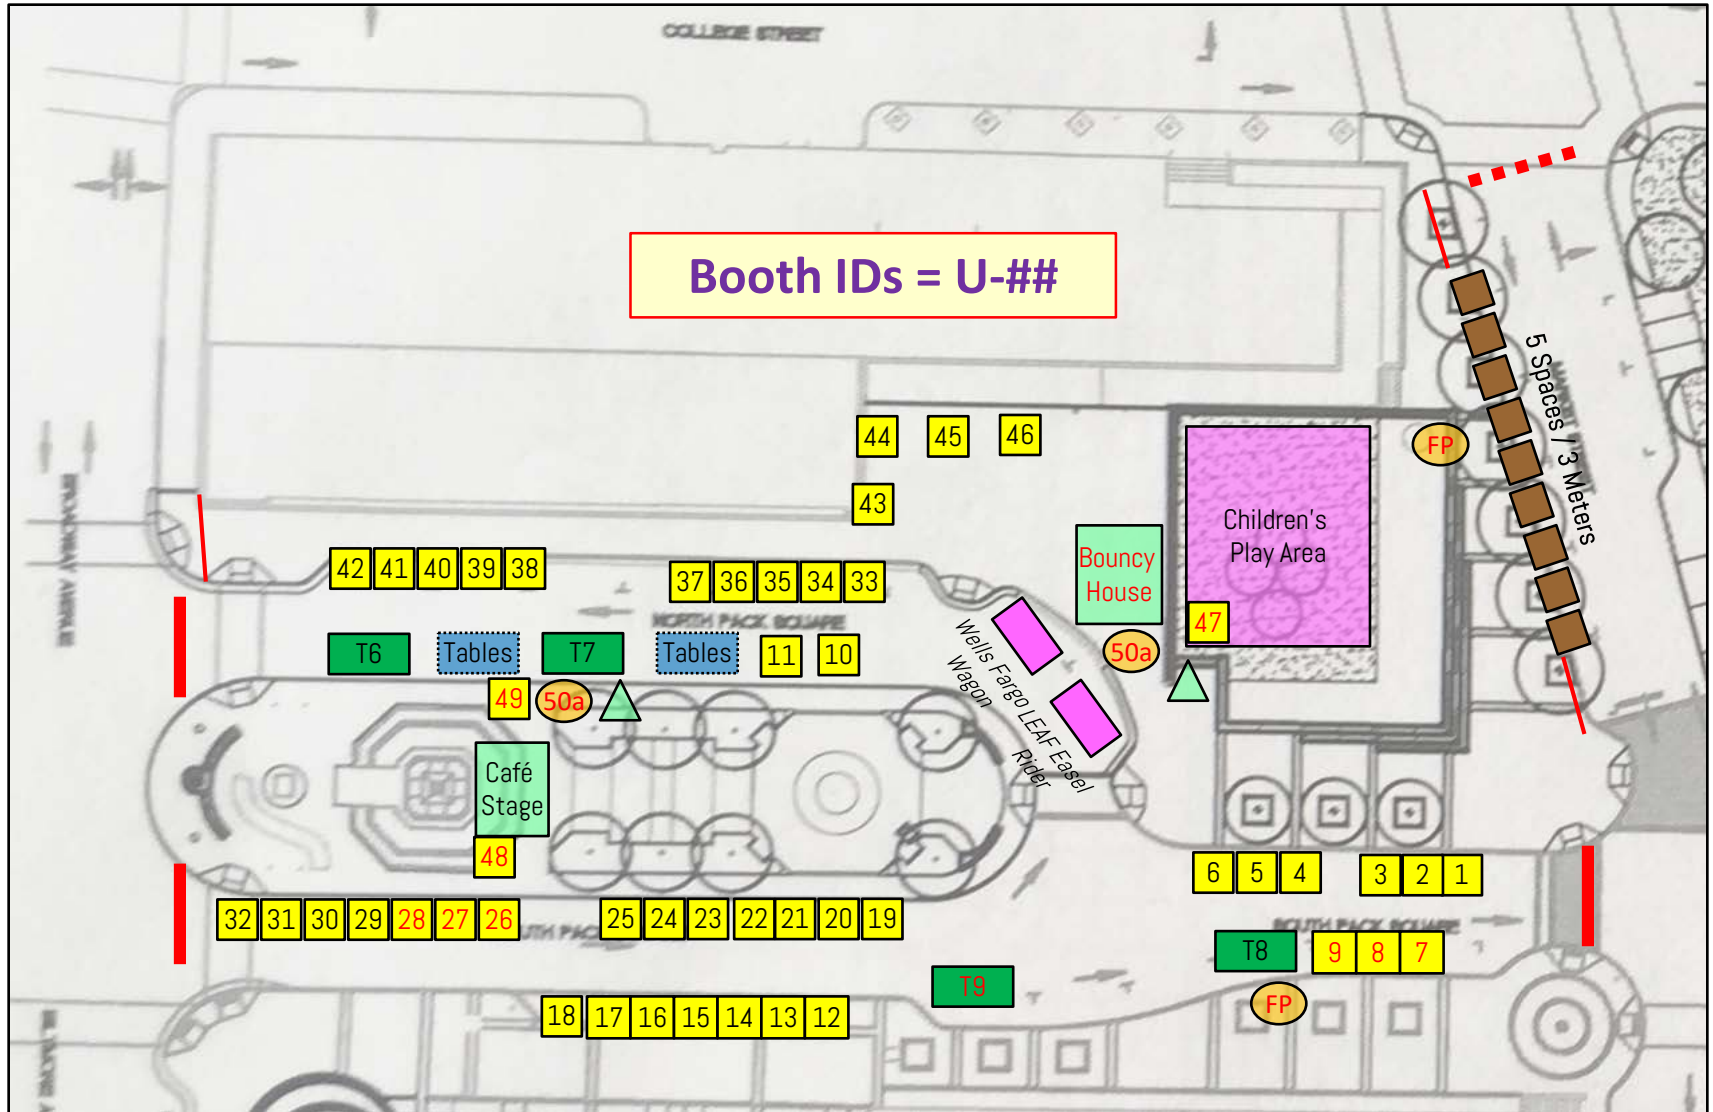 COLLEGE STREET
Booth IDs = U-##
5 Spaces / 3 Meters
44
45
46
FP
43
Children's
Play Area
Bouncy
House
BROADWAY AVENUE
42 41 40 39 38
37 36 35 34 33
47
NORTH PACK SQUARE
T6
Tables
T7
Tables
11
10
50a
Wells Fargo LEAF Easel
Wagon
Rider
49
50a
Café
Stage
48
6 5 4
3 2 1
32 31 30 29 28 27 26
25 24 23 22 21 20 19
SOUTH PACK SQUARE
T8
9 8 7
T9
FP
18 17 16 15 14 13 12